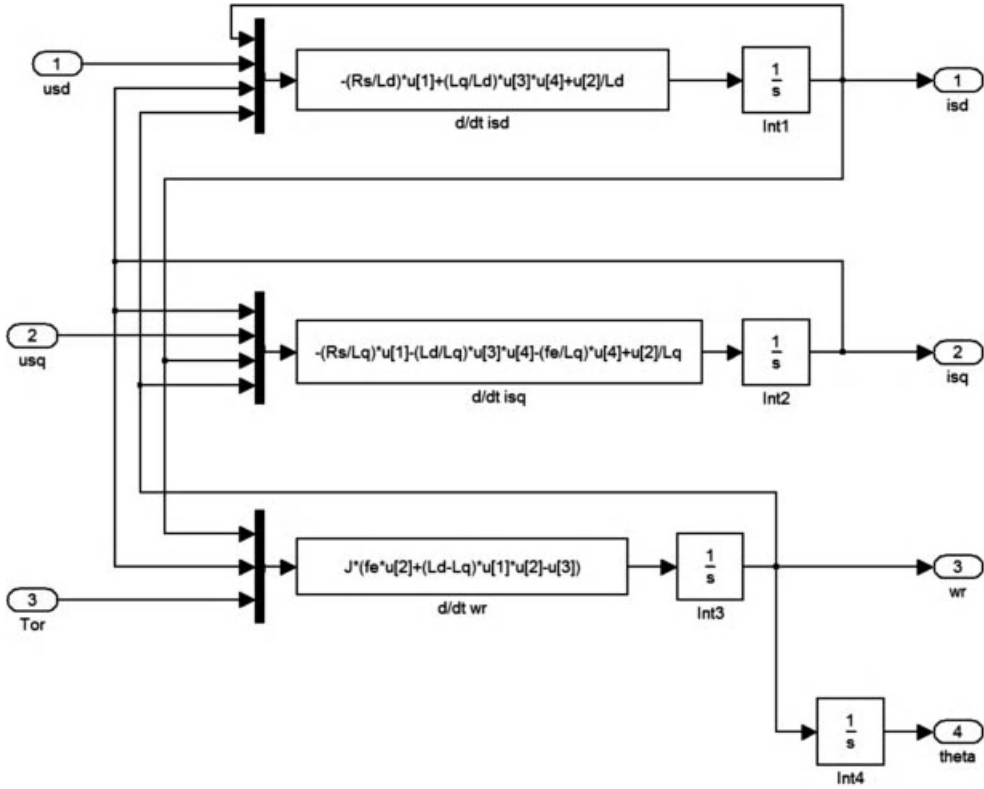 1
usd
-(Rs/Ld)*u[1]+(Lq/Ld)*u[3]*u[4]+u[2]/Ld
d/dt isd
1
s
Int1
1
isd
2
usq
-(Rs/Lq)*u[1]-(Ld/Lq)*u[3]*u[4]-(fe/Lq)*u[4]+u[2]/Lq
d/dt isq
1
s
Int2
2
isq
3
Tor
J*(fe*u[2]+(Ld-Lq)*u[1]*u[2]-u[3])
d/dt wr
1
s
Int3
3
wr
1
s
Int4
4
theta